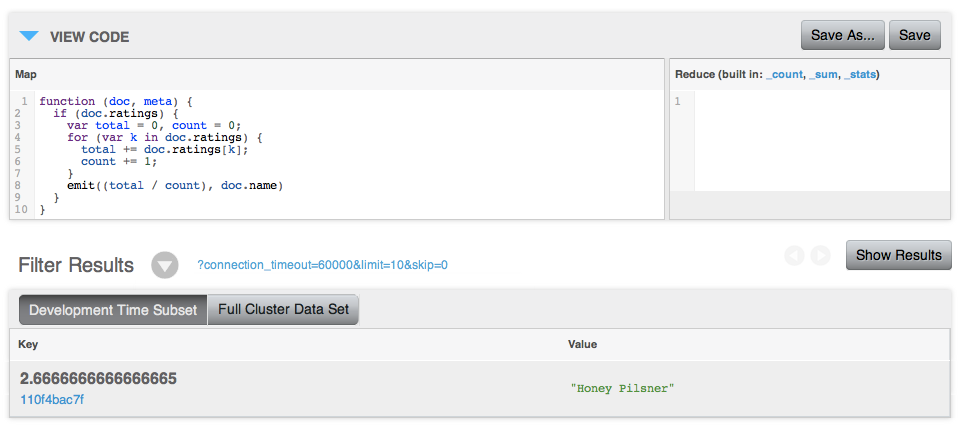 VIEW CODE
Save As... Save
Map
Reduce (built in: _count, _sum, _stats)
1 function (doc, meta) {
2 if (doc.ratings) {
3 var total = 0, count = 0;
4 for (var k in doc.ratings) {
5 total += doc.ratings[k];
6 count += 1;
7 }
8 emit((total / count), doc.name)
9 }
10 }
1
Filter Results
?connection_timeout=60000&limit=10&skip=0
Show Results
Development Time Subset Full Cluster Data Set
Key Value
2.6666666666666665
"Honey Pilsner"
110f4bac7f